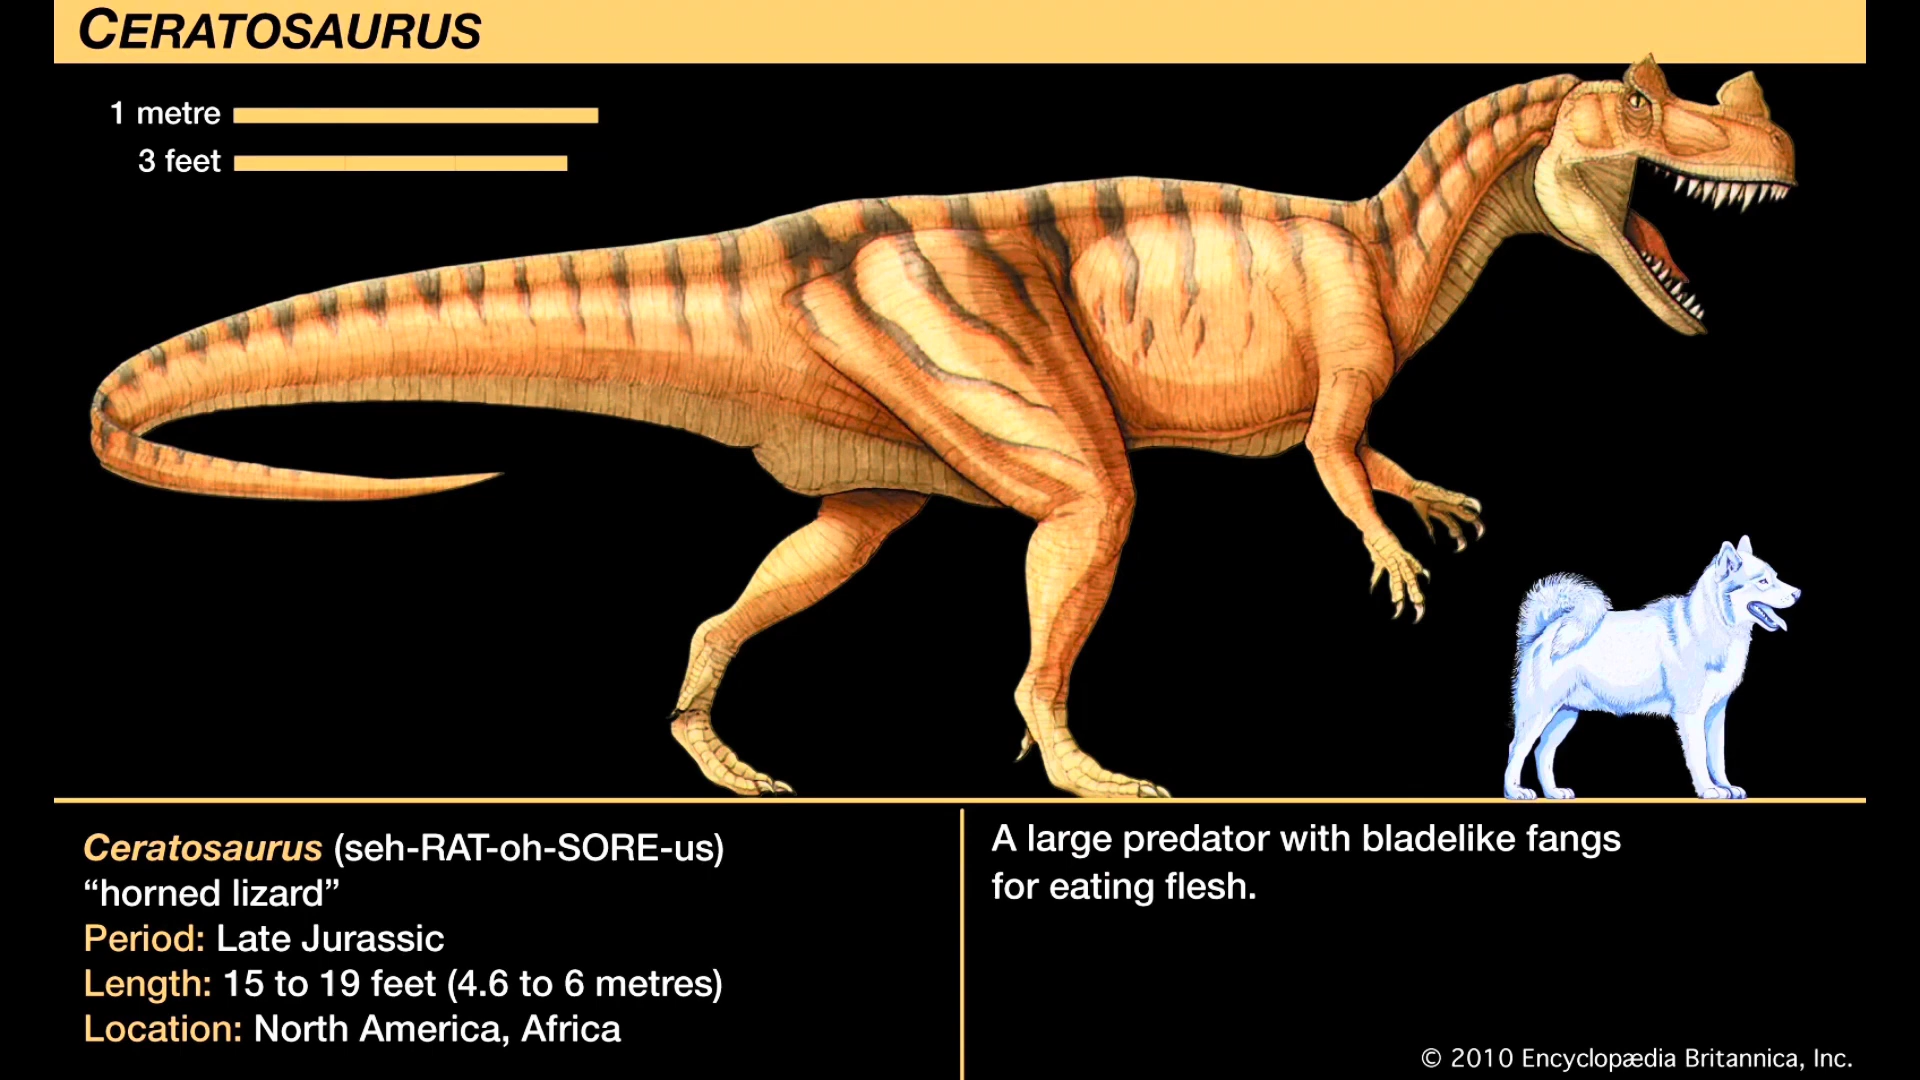 CERATOSAURUS
1 metre
3 feet
Ceratosaurus (seh-RAT-oh-SORE-us)
“horned lizard”
Period: Late Jurassic
Length: 15 to 19 feet (4.6 to 6 metres)
Location: North America, Africa
A large predator with bladelike fangs
for eating flesh.
© 2010 Encyclopædia Britannica, Inc.